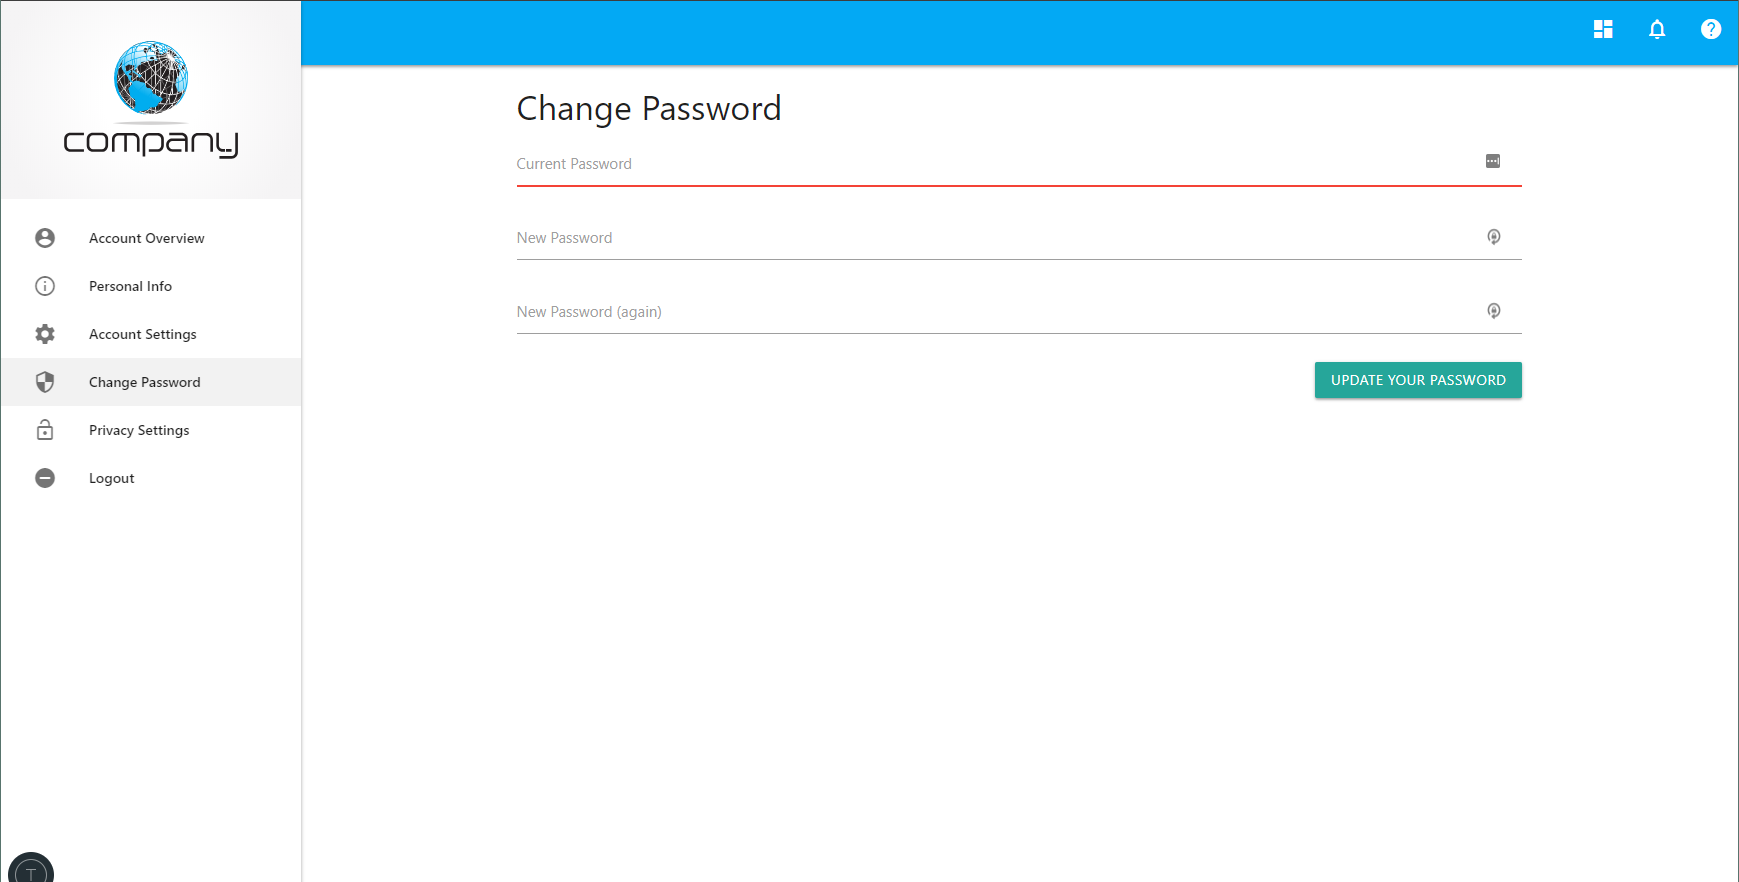 company
Account Overview
Personal Info
Account Settings
Change Password
Privacy Settings
Logout
Change Password
Current Password
New Password
New Password (again)
UPDATE YOUR PASSWORD
T